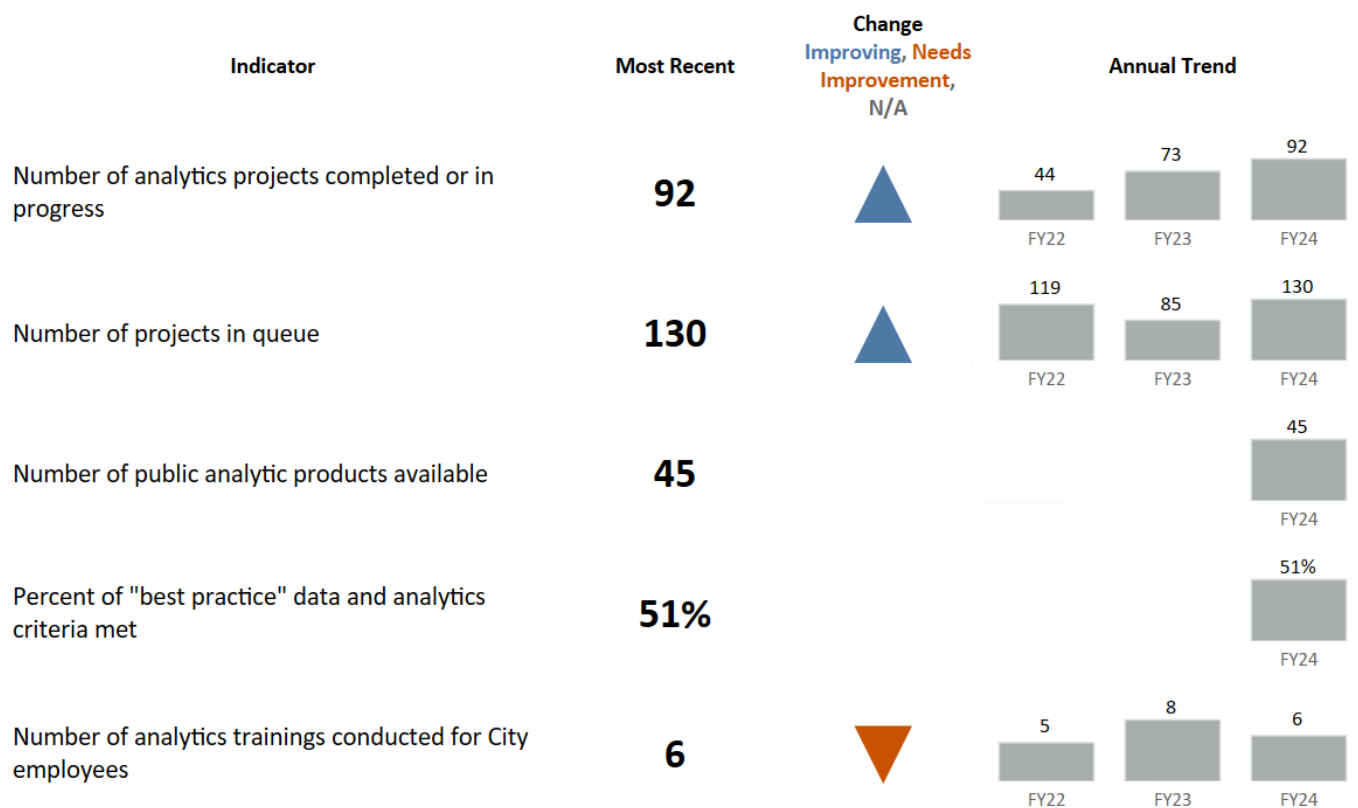 Indicator
Most Recent
Change
Improving, Needs
Improvement,
N/A
Annual Trend
Number of analytics projects completed or in
progress
92
44
73
92
FY22
FY23
FY24
Number of projects in queue
130
119
85
130
FY22
FY23
FY24
Number of public analytic products available
45
45
FY24
Percent of "best practice" data and analytics
criteria met
51%
51%
FY24
Number of analytics trainings conducted for City
employees
6
5
8
6
FY22
FY23
FY24